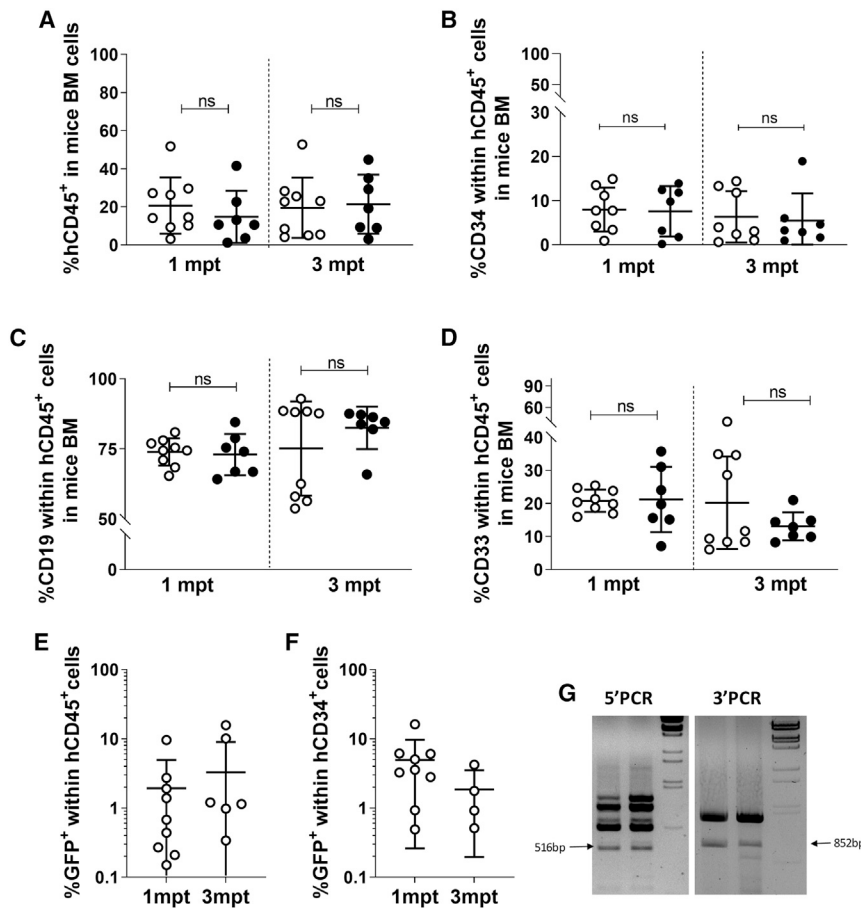 A
%hCD45+ in mice BM cells
100
80
60
40
20
0
ns
ns
1 mpt
3 mpt
B
%CD34 within hCD45+ cells
in mice BM
100
50
30
20
10
0
ns
ns
1 mpt
3 mpt
C
%CD19 within hCD45+ cells
in mice BM
100
75
50
0
ns
ns
1 mpt
3 mpt
D
%CD33 within hCD45+ cells
in mice BM
90
60
40
30
20
10
0
ns
ns
1 mpt
3 mpt
E
%GFP+ within hCD45+cells
100
10
1
0.1
1mpt
3mpt
F
%GFP+ within hCD34+cells
100
10
1
0.1
1mpt
3mpt
G
5'PCR
3'PCR
516bp
852bp